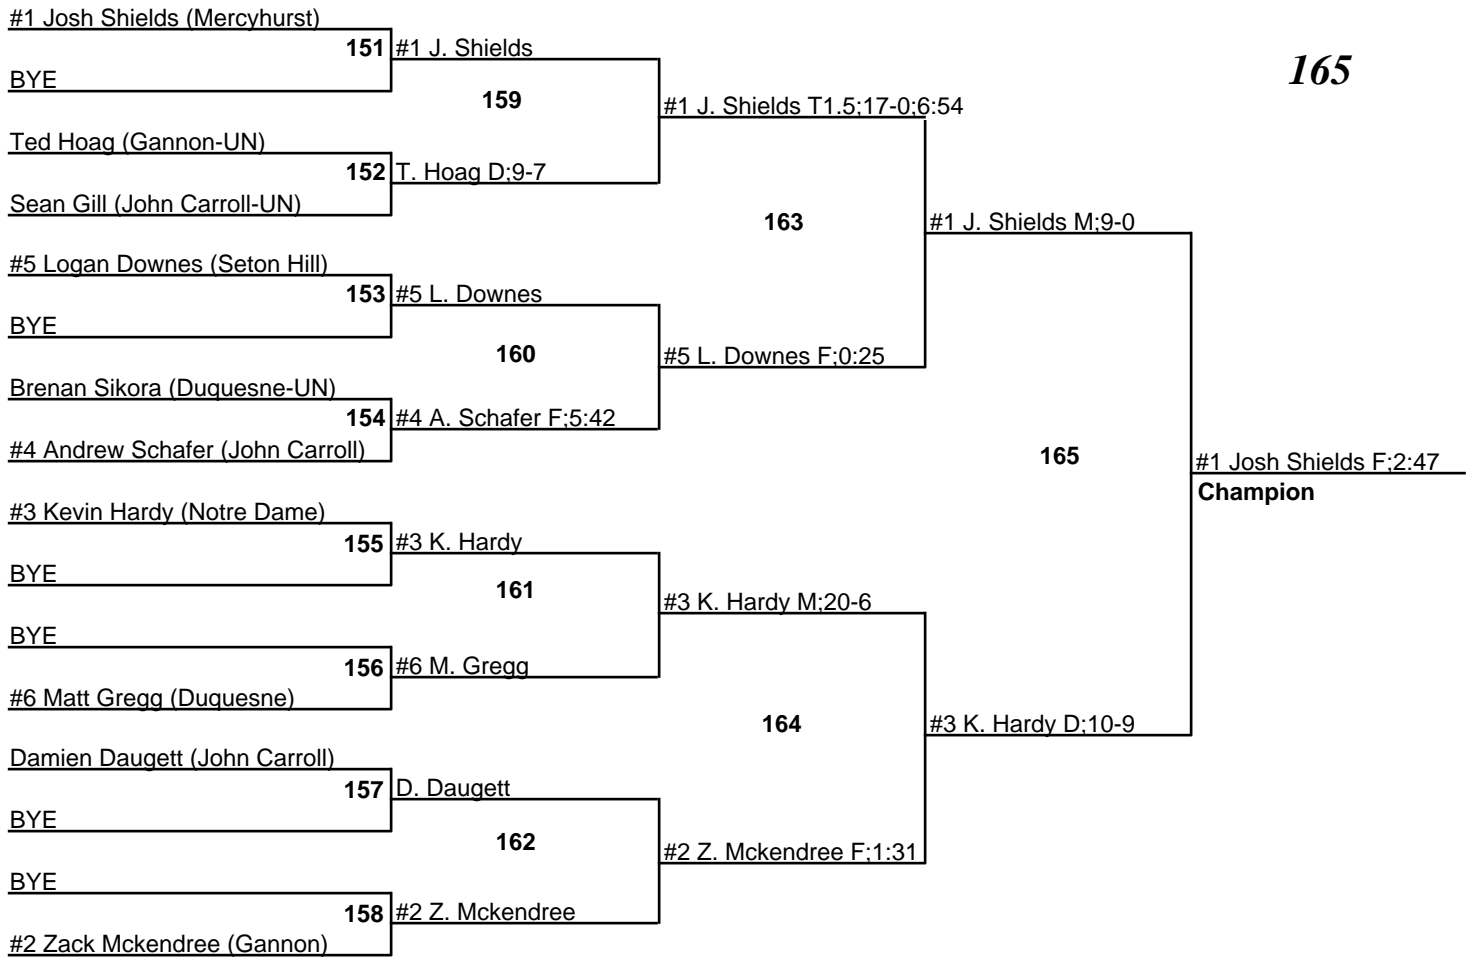 #1 Josh Shields (Mercyhurst)
151 #1 J. Shields
BYE
165
159
#1 J. Shields T1.5;17-0;6:54
Ted Hoag (Gannon-UN)
152 T. Hoag D;9-7
Sean Gill (John Carroll-UN)
163
#1 J. Shields M;9-0
#5 Logan Downes (Seton Hill)
153 #5 L. Downes
BYE
160
#5 L. Downes F;0:25
Brenan Sikora (Duquesne-UN)
154 #4 A. Schafer F;5:42
#4 Andrew Schafer (John Carroll)
165
#1 Josh Shields F;2:47
Champion
#3 Kevin Hardy (Notre Dame)
155 #3 K. Hardy
BYE
161
#3 K. Hardy M;20-6
BYE
156 #6 M. Gregg
#6 Matt Gregg (Duquesne)
164
#3 K. Hardy D;10-9
Damien Daugett (John Carroll)
157 D. Daugett
BYE
162
#2 Z. Mckendree F;1:31
BYE
158 #2 Z. Mckendree
#2 Zack Mckendree (Gannon)